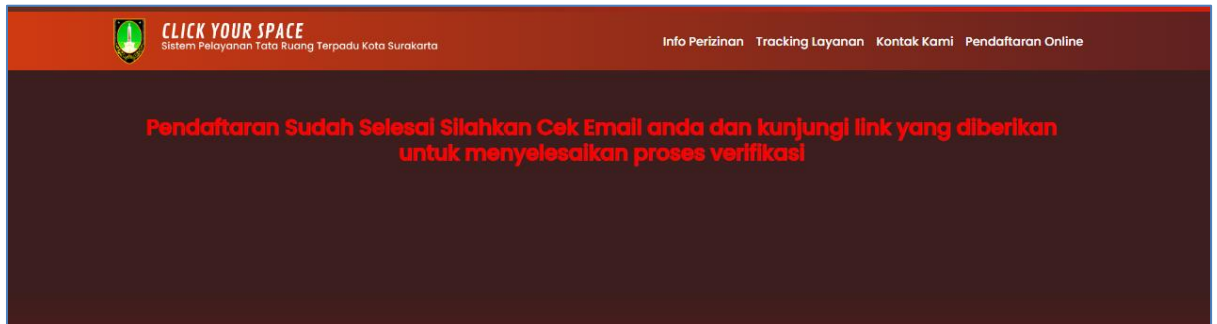 CLICK YOUR SPACE
Sistem Pelayanan Tata Ruang Terpadu Kota Surakarta
Info Perizinan Tracking Layanan Kontak Kami Pendaftaran Online
Pendaftaran Sudah Selesai Silahkan Cek Email anda dan kunjungi link yang diberikan
untuk menyelesaikan proses verifikasi